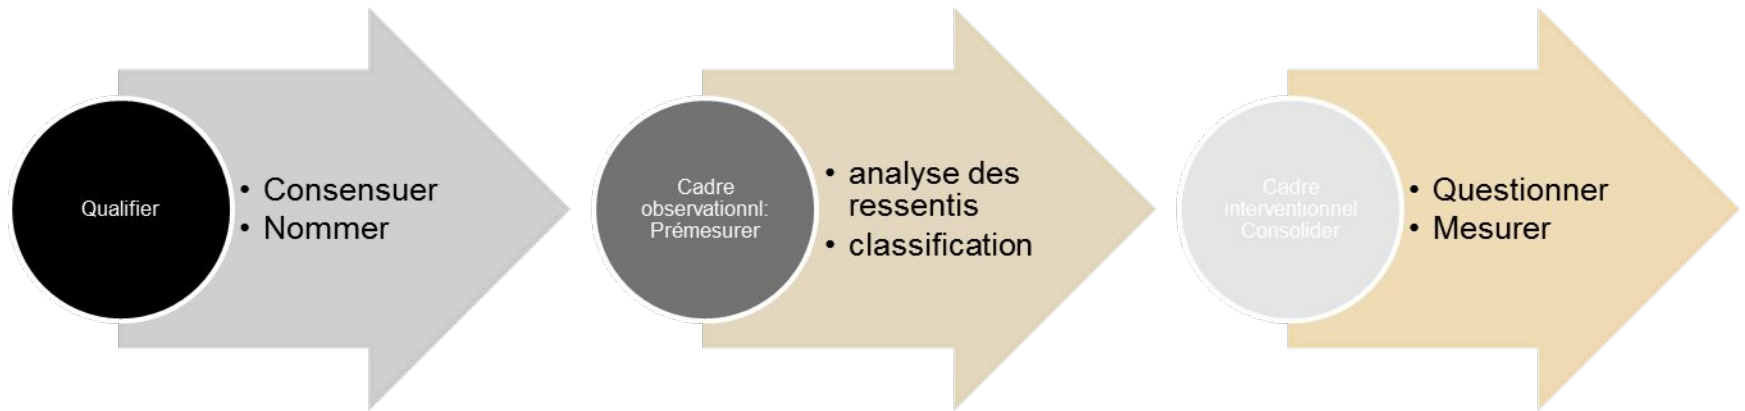 Qualifier
• Consensuer
• Nommer
Cadre
observationnl:
Prémesurer
• analyse des
ressentis
• classification
Cadre
interventionnel
Consolider
• Questionner
• Mesurer